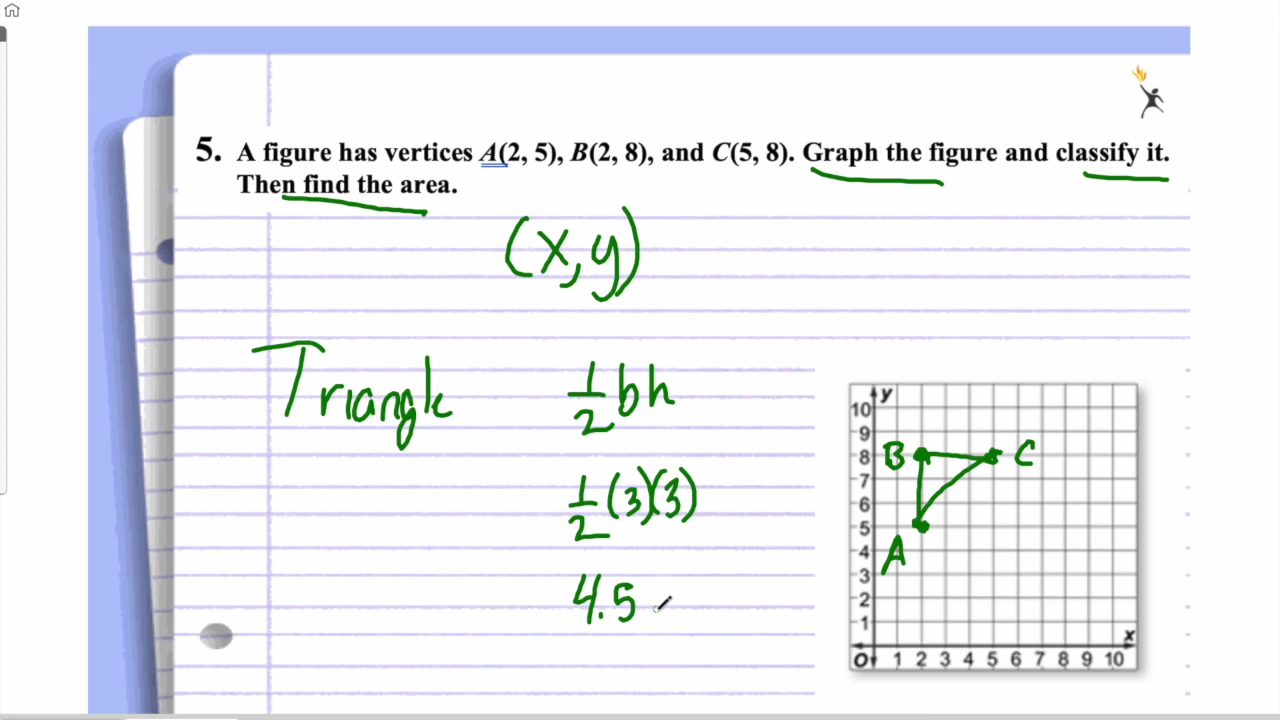 5. A figure has vertices A(2, 5), B(2, 8), and C(5, 8). Graph the figure and classify it.
Then find the area.
(x,y)
Triangle
1/2 bh
1/2 (3)(3)
4.5
y
10
9
8
7
6
5
4
3
2
1
B
C
A
x
O 1 2 3 4 5 6 7 8 9 10